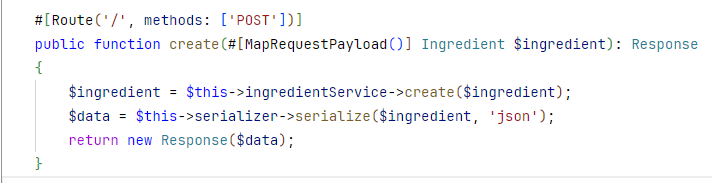 #[Route('/', methods: ['POST'])]
public function create(#[MapRequestPayload()] Ingredient $ingredient): Response
{
$ingredient = $this->ingredientService->create($ingredient);
$data = $this->serializer->serialize($ingredient, 'json');
return new Response($data);
}